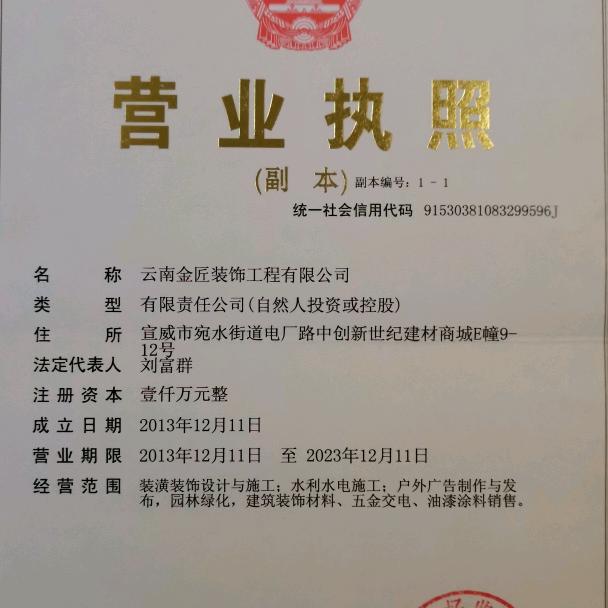 营业执照
(副 本) 副本编号：1 - 1
统一社会信用代码 91530381083299596J
名 称 云南金匠装饰工程有限公司
类 型 有限责任公司(自然人投资或控股)
住 所 宣威市宛水街道电厂路中创新世纪建材商城E幢9-
12号
法定代表人 刘富群
注册资本 壹仟万元整
成立日期 2013年12月11日
营业期限 2013年12月11日 至 2023年12月11日
经营范围 装潢装饰设计与施工；水利水电施工；户外广告制作与发
布，园林绿化，建筑装饰材料、五金交电、油漆涂料销售。